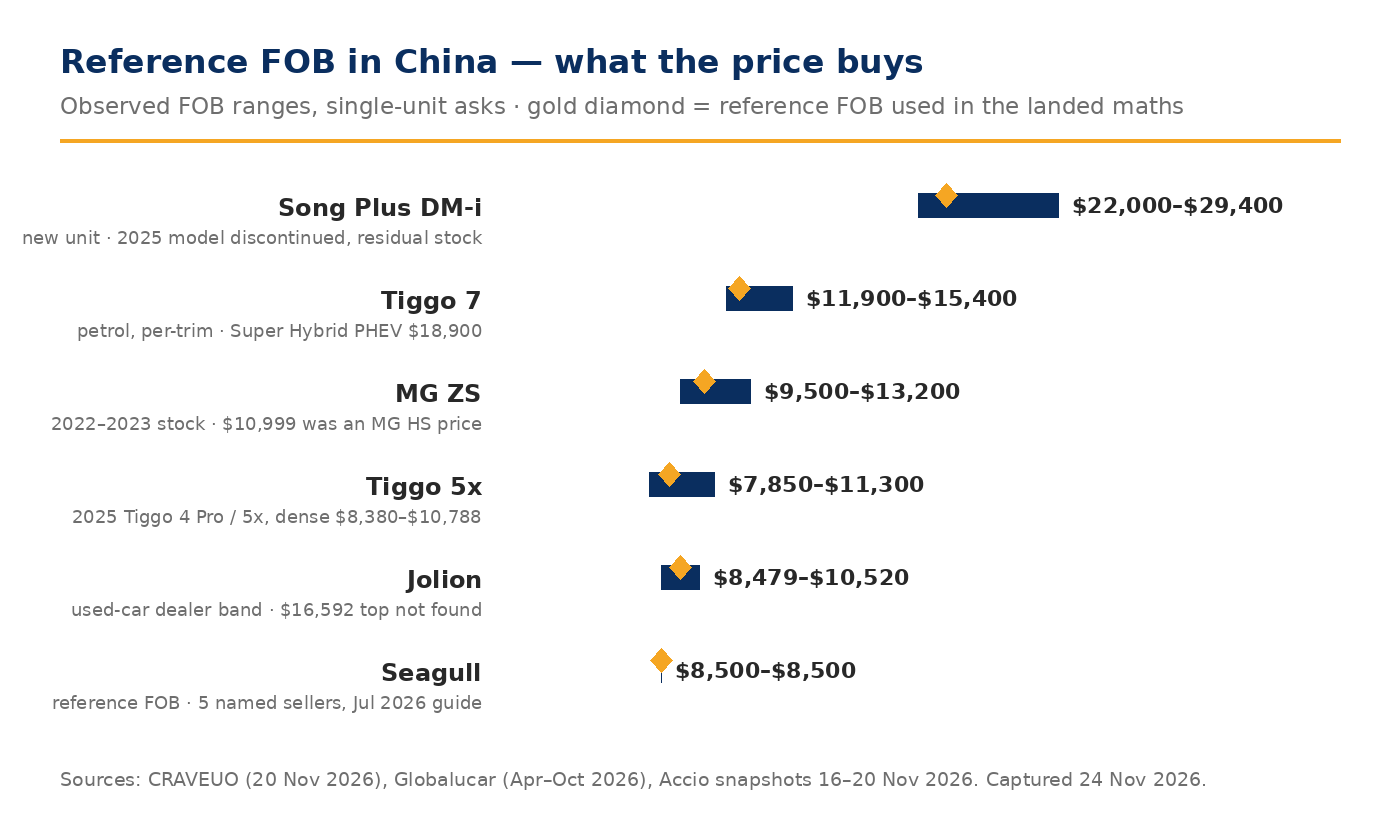 Reference FOB in China — what the price buys
Observed FOB ranges, single-unit asks · gold diamond = reference FOB used in the landed maths
Song Plus DM-i
$22,000–$29,400
new unit · 2025 model discontinued, residual stock
Tiggo 7
$11,900–$15,400
petrol, per-trim · Super Hybrid PHEV $18,900
MG ZS
$9,500–$13,200
2022–2023 stock · $10,999 was an MG HS price
Tiggo 5x
$7,850–$11,300
2025 Tiggo 4 Pro / 5x, dense $8,380–$10,788
Jolion
$8,479–$10,520
used-car dealer band · $16,592 top not found
Seagull
$8,500–$8,500
reference FOB · 5 named sellers, Jul 2026 guide
Sources: CRAVEUO (20 Nov 2026), Globalucar (Apr–Oct 2026), Accio snapshots 16–20 Nov 2026. Captured 24 Nov 2026.